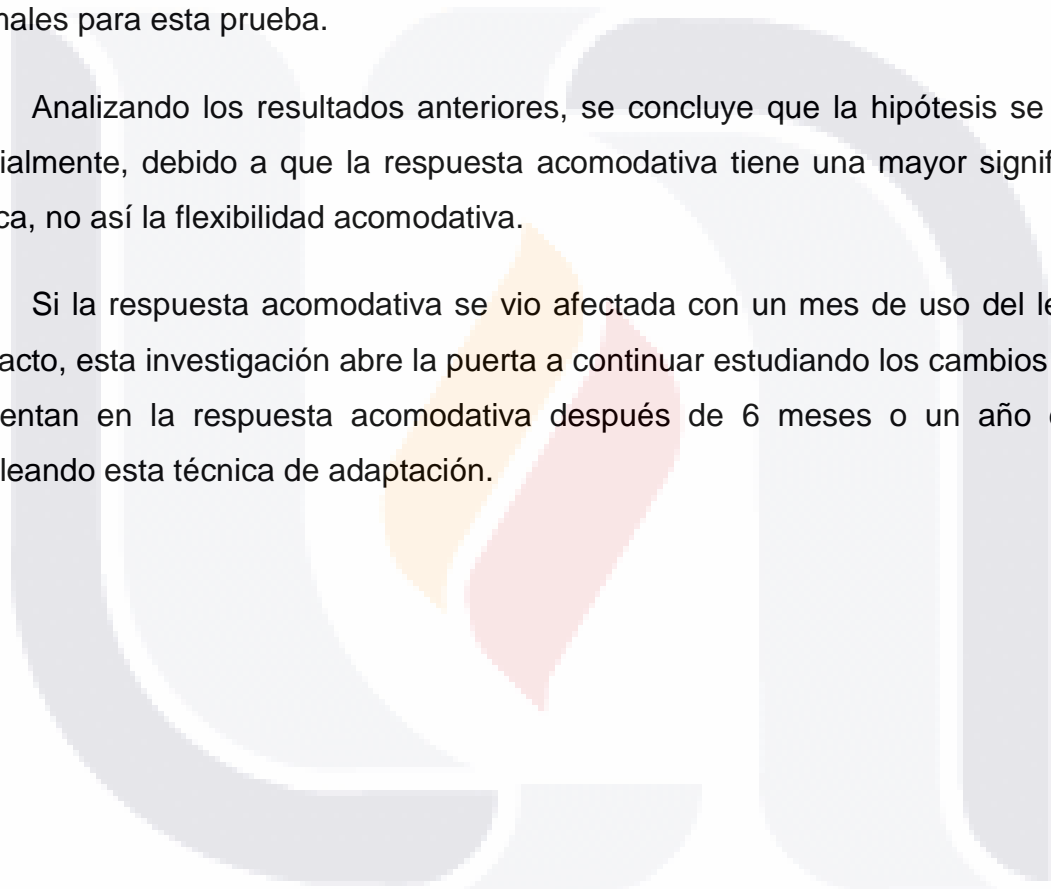 nales para esta prueba.
Analizando los resultados anteriores, se concluye que la hipótesis se
ialmente, debido a que la respuesta acomodativa tiene una mayor signif
ca, no así la flexibilidad acomodativa.
Si la respuesta acomodativa se vio afectada con un mes de uso del le
acto, esta investigación abre la puerta a continuar estudiando los cambios
entan en la respuesta acomodativa después de 6 meses o un año
leando esta técnica de adaptación.